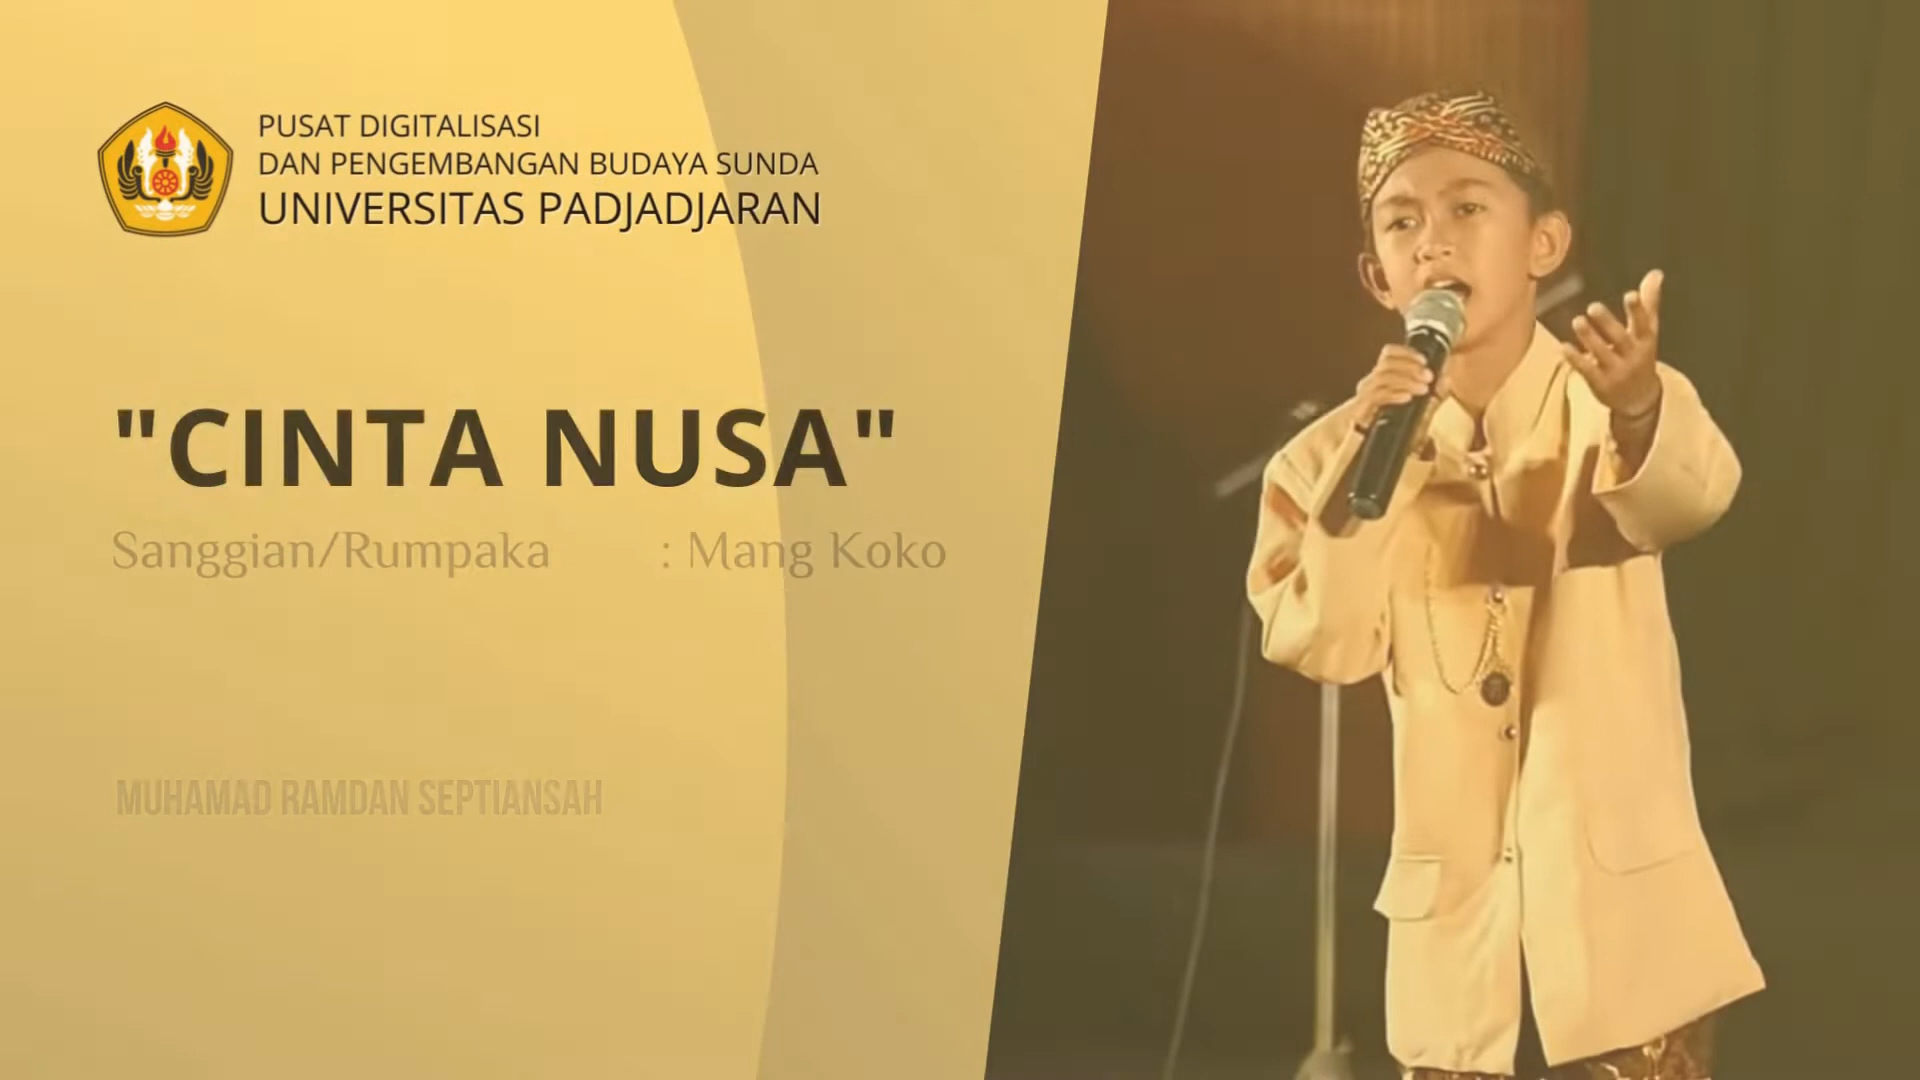 PUSAT DIGITALISASI
DAN PENGEMBANGAN BUDAYA SUNDA
UNIVERSITAS PADJADJARAN
"CINTA NUSA"
Sanggian/Rumpaka : Mang Koko
MUHAMAD RAMDAN SEPTIANSAH